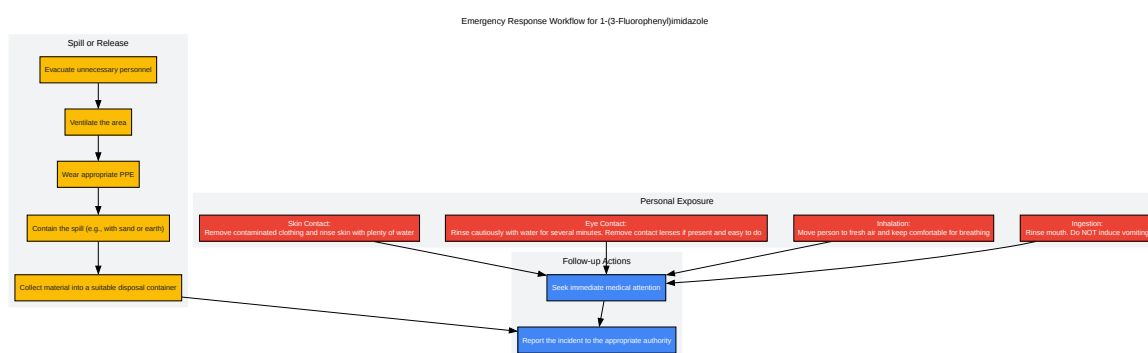 Emergency Response Workflow for 1-(3-Fluorophenyl)imidazole
Spill or Release
Evacuate unnecessary personnel
Ventilate the area
Wear appropriate PPE
Contain the spill (e.g., with sand or earth)
Collect material into a suitable disposal container
Personal Exposure
Skin Contact:
Remove contaminated clothing and rinse skin with plenty of water
Eye Contact:
Rinse cautiously with water for several minutes. Remove contact lenses if present and easy to do
Inhalation:
Move person to fresh air and keep comfortable for breathing
Ingestion:
Rinse mouth. Do NOT induce vomiting
Follow-up Actions
Seek immediate medical attention
Report the incident to the appropriate authority